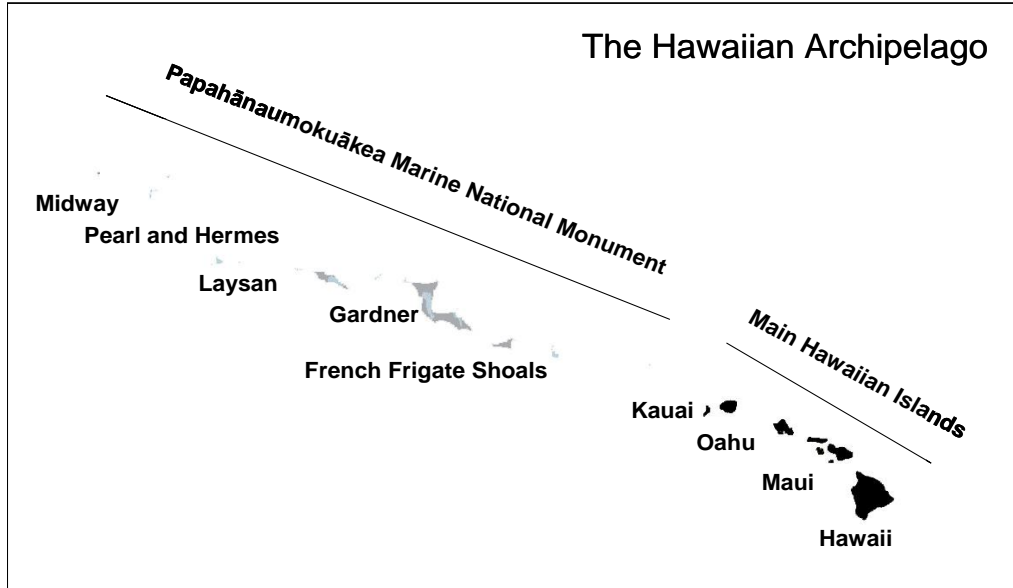 The Hawaiian Archipelago
Papahānaumokuākea Marine National Monument
Midway
Pearl and Hermes
Laysan
Gardner
French Frigate Shoals
Main Hawaiian Islands
Kauai
Oahu
Maui
Hawaii